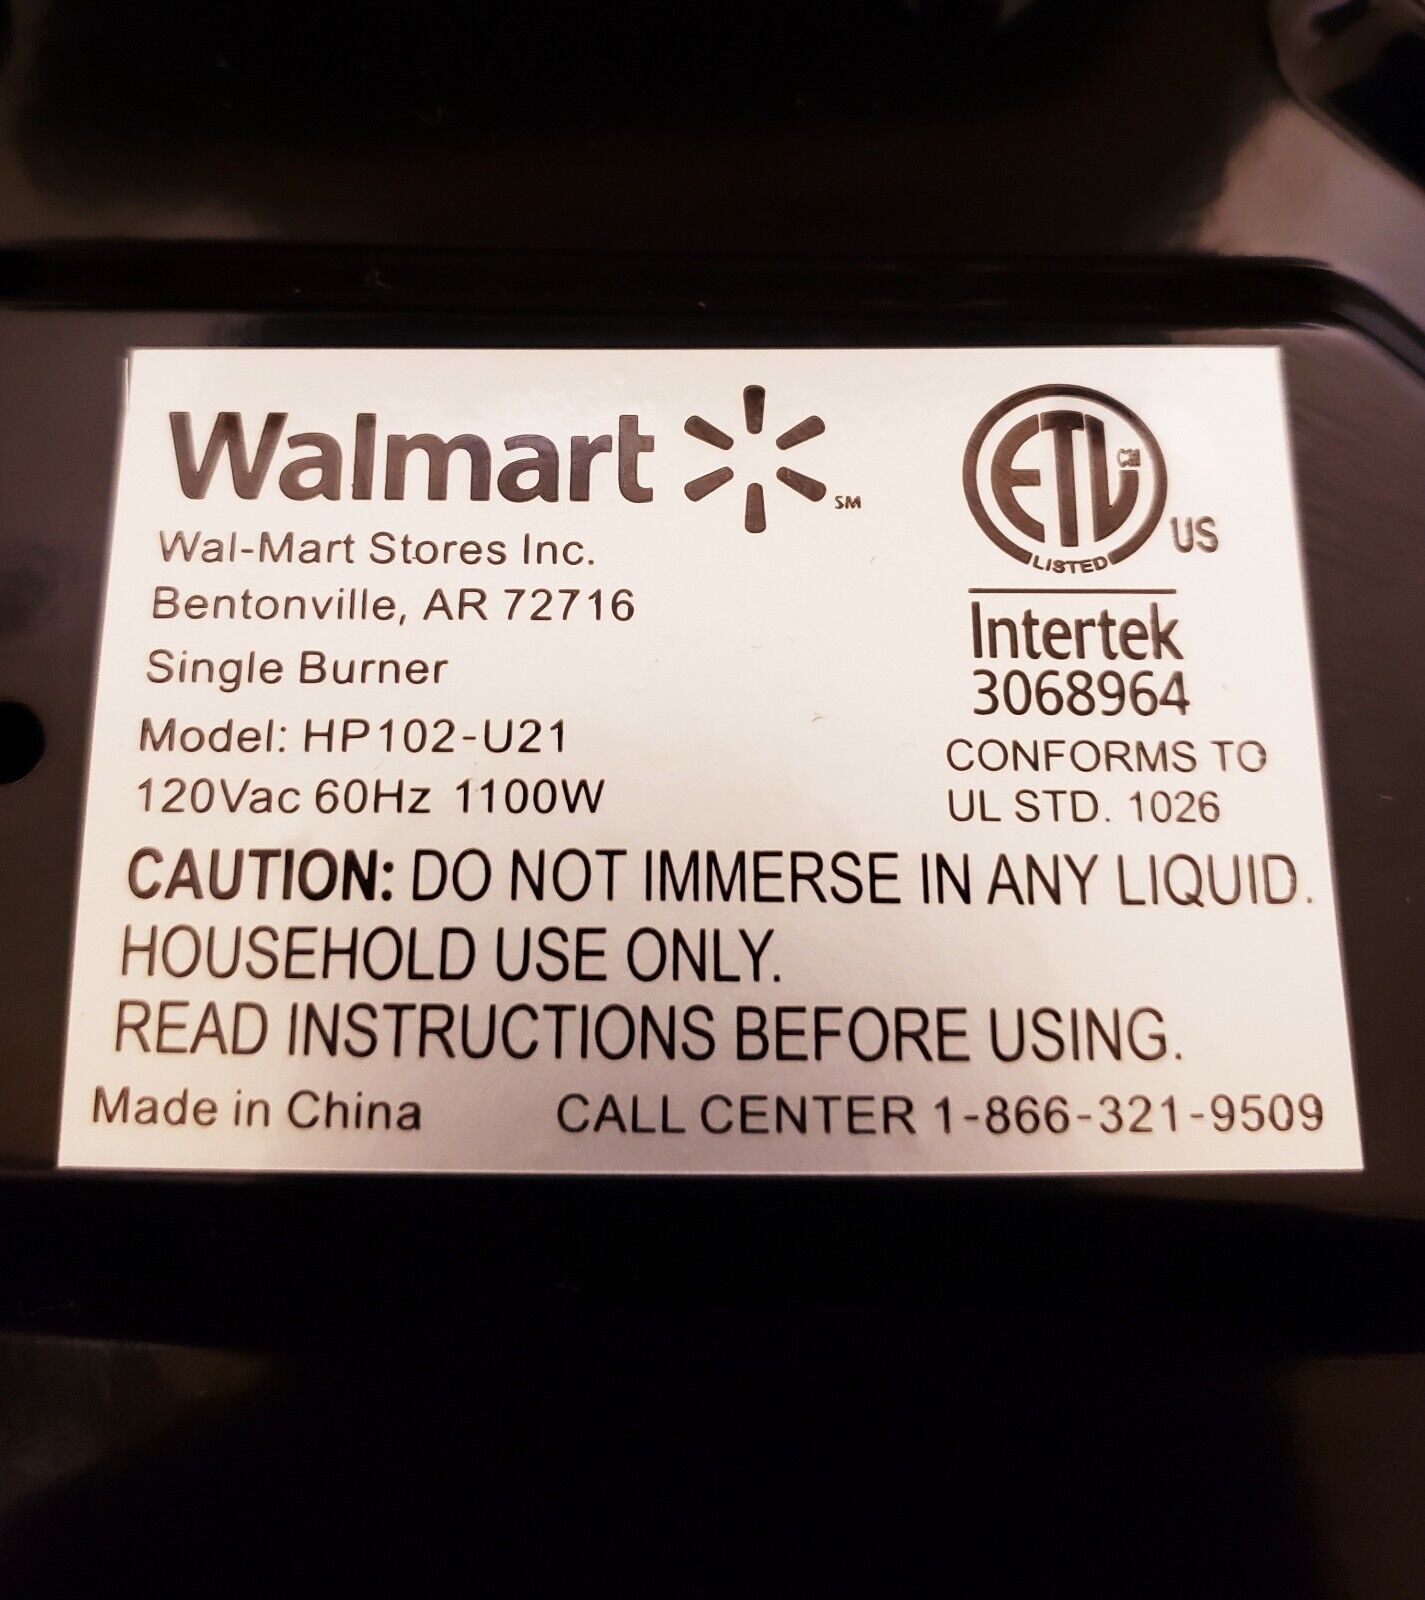 Walmart SM
Wal-Mart Stores Inc.
Bentonville, AR 72716
Single Burner
Model: HP102-U21
120Vac 60Hz 1100W
ETL CM
LISTED
US
Intertek
3068964
CONFORMS TO
UL STD. 1026
CAUTION: DO NOT IMMERSE IN ANY LIQUID.
HOUSEHOLD USE ONLY.
READ INSTRUCTIONS BEFORE USING.
Made in China CALL CENTER 1-866-321-9509